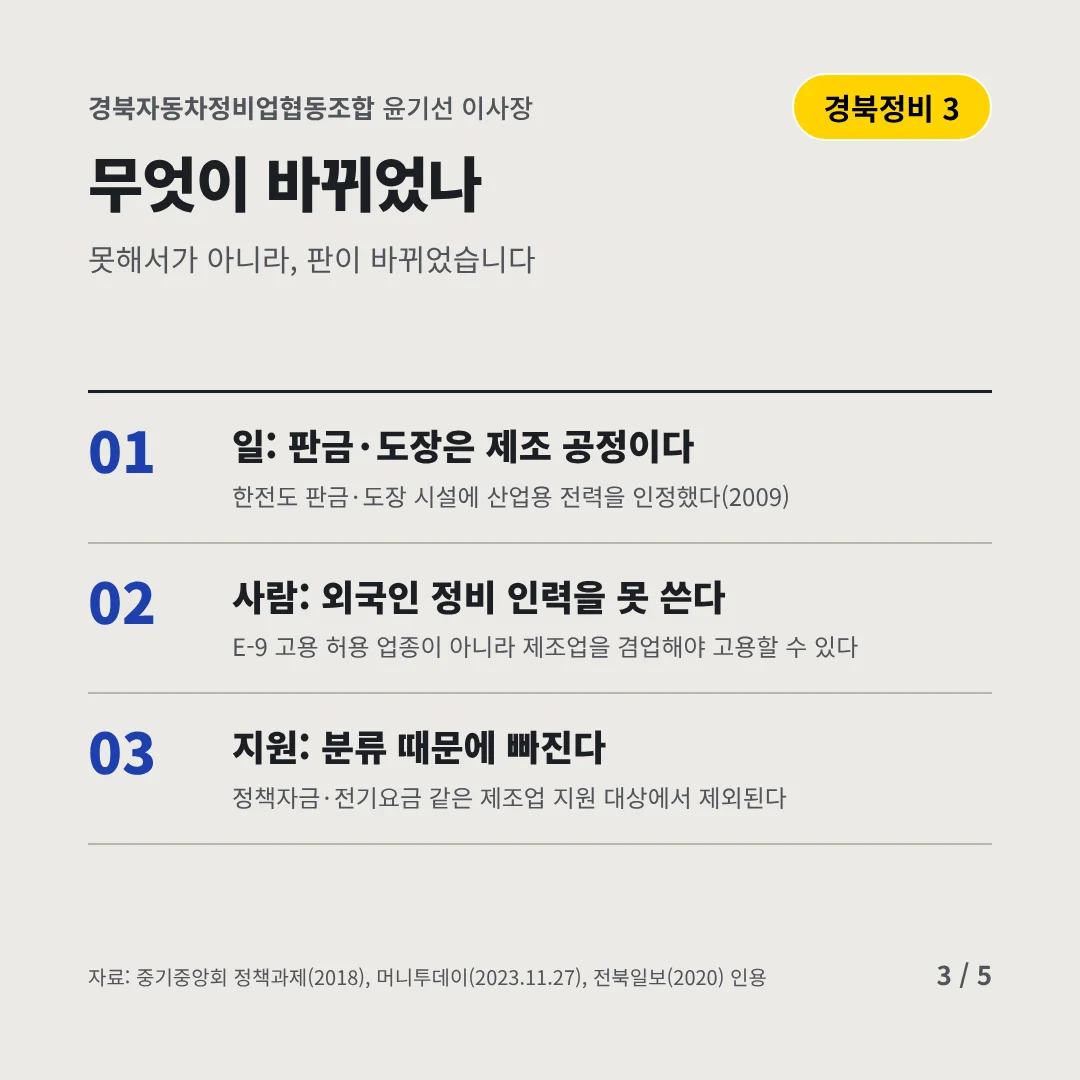 경북자동차정비업협동조합 윤기선 이사장
경북정비 3
무엇이 바뀌었나
못해서가 아니라, 판이 바뀌었습니다
01
일: 판금·도장은 제조 공정이다
한전도 판금·도장 시설에 산업용 전력을 인정했다(2009)
02
사람: 외국인 정비 인력을 못 쓴다
E-9 고용 허용 업종이 아니라 제조업을 겸업해야 고용할 수 있다
03
지원: 분류 때문에 빠진다
정책자금·전기요금 같은 제조업 지원 대상에서 제외된다
자료: 중기중앙회 정책과제(2018), 머니투데이(2023.11.27), 전북일보(2020) 인용
3 / 5